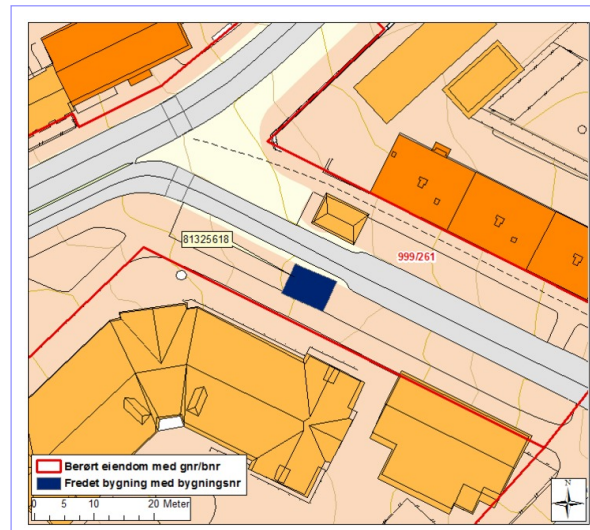 81325618
999/261
Berørt eiendom med gnr/bnr
Fredet bygning med bygningsnr
0 5 10 20 Meter
N